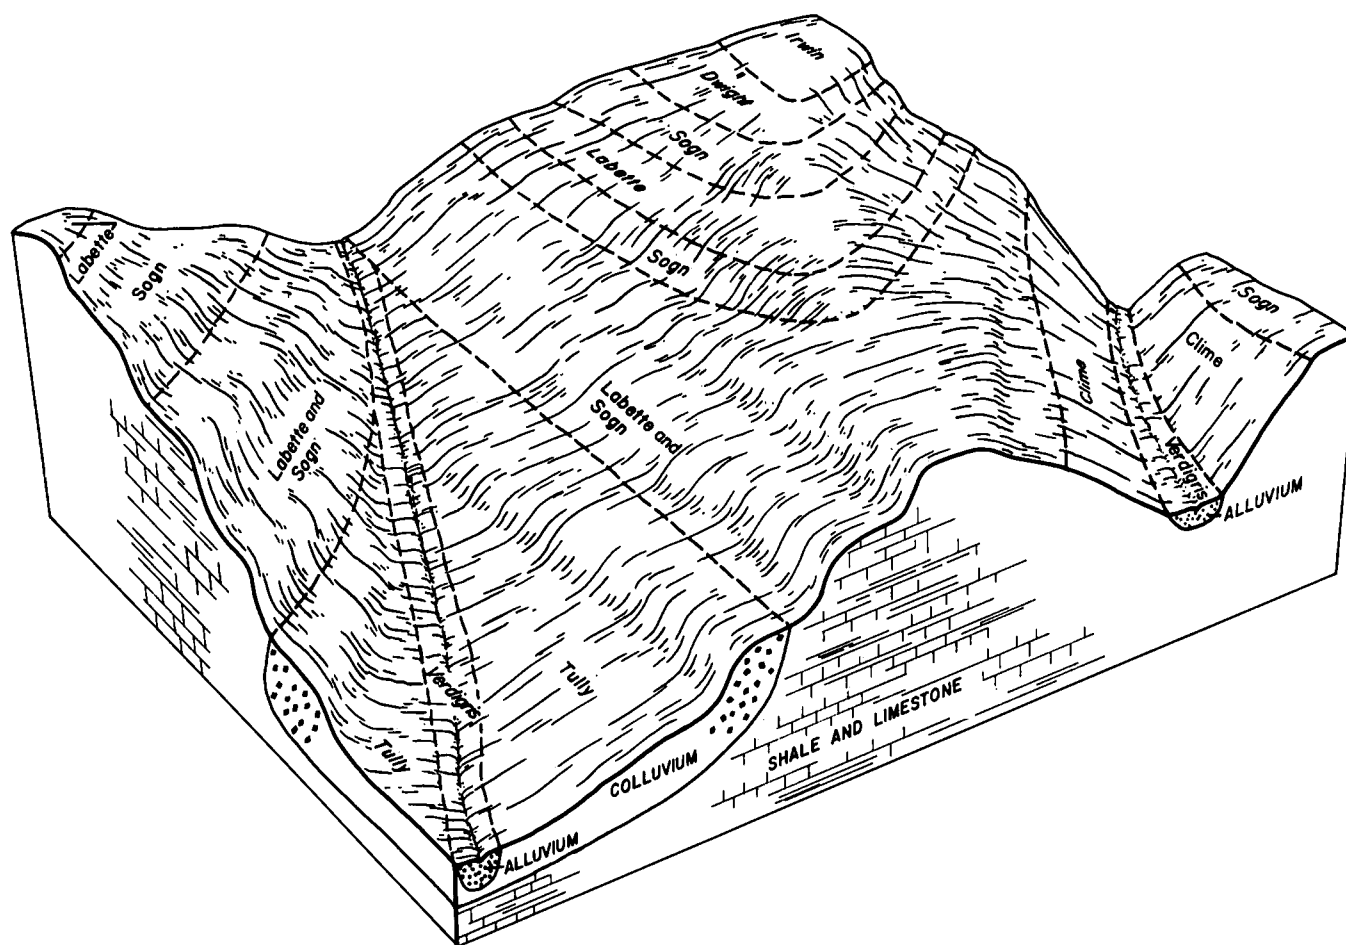 Irwin
Dwight
Sogn
Labette
Sogn
Labette
Sogn
Labette and
Sogn
Labette and
Sogn
Clime
Sogn
Clime
Verdigris
ALLUVIUM
Verdigris
Tully
Tully
COLLUVIUM
SHALE AND LIMESTONE
ALLUVIUM